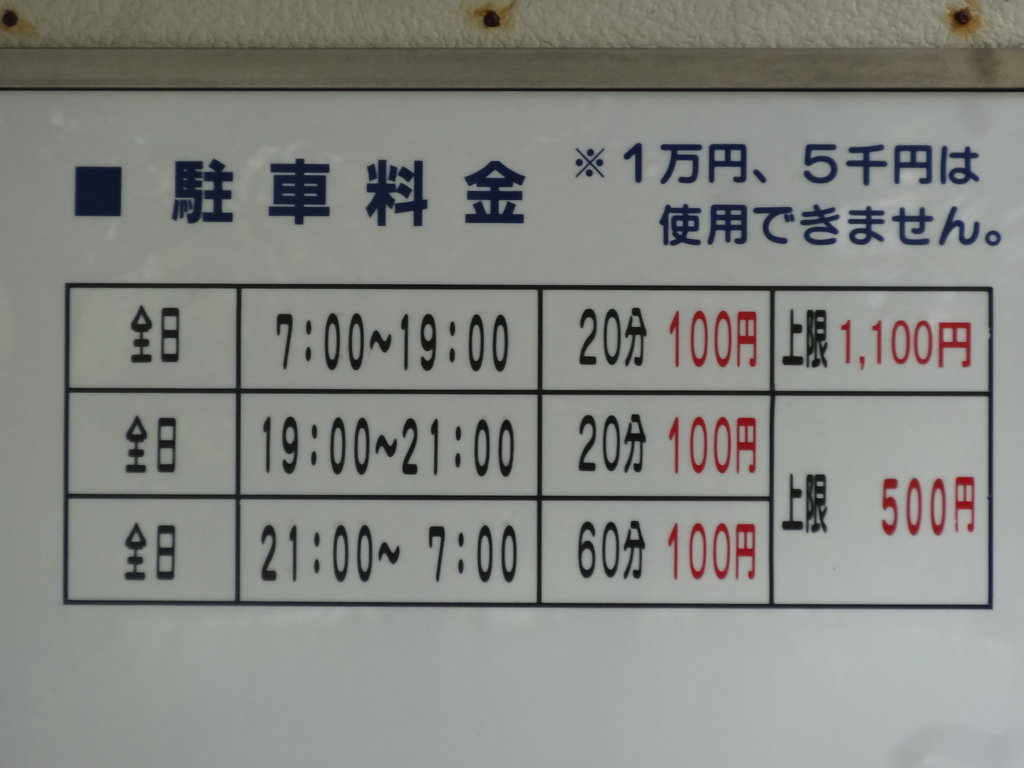 ■ 駐車料金 ※1万円、5千円は
使用できません。
全日 7:00~19:00 20分 100円 上限 1,100円
全日 19:00~21:00 20分 100円
上限 500円
全日 21:00~ 7:00 60分 100円